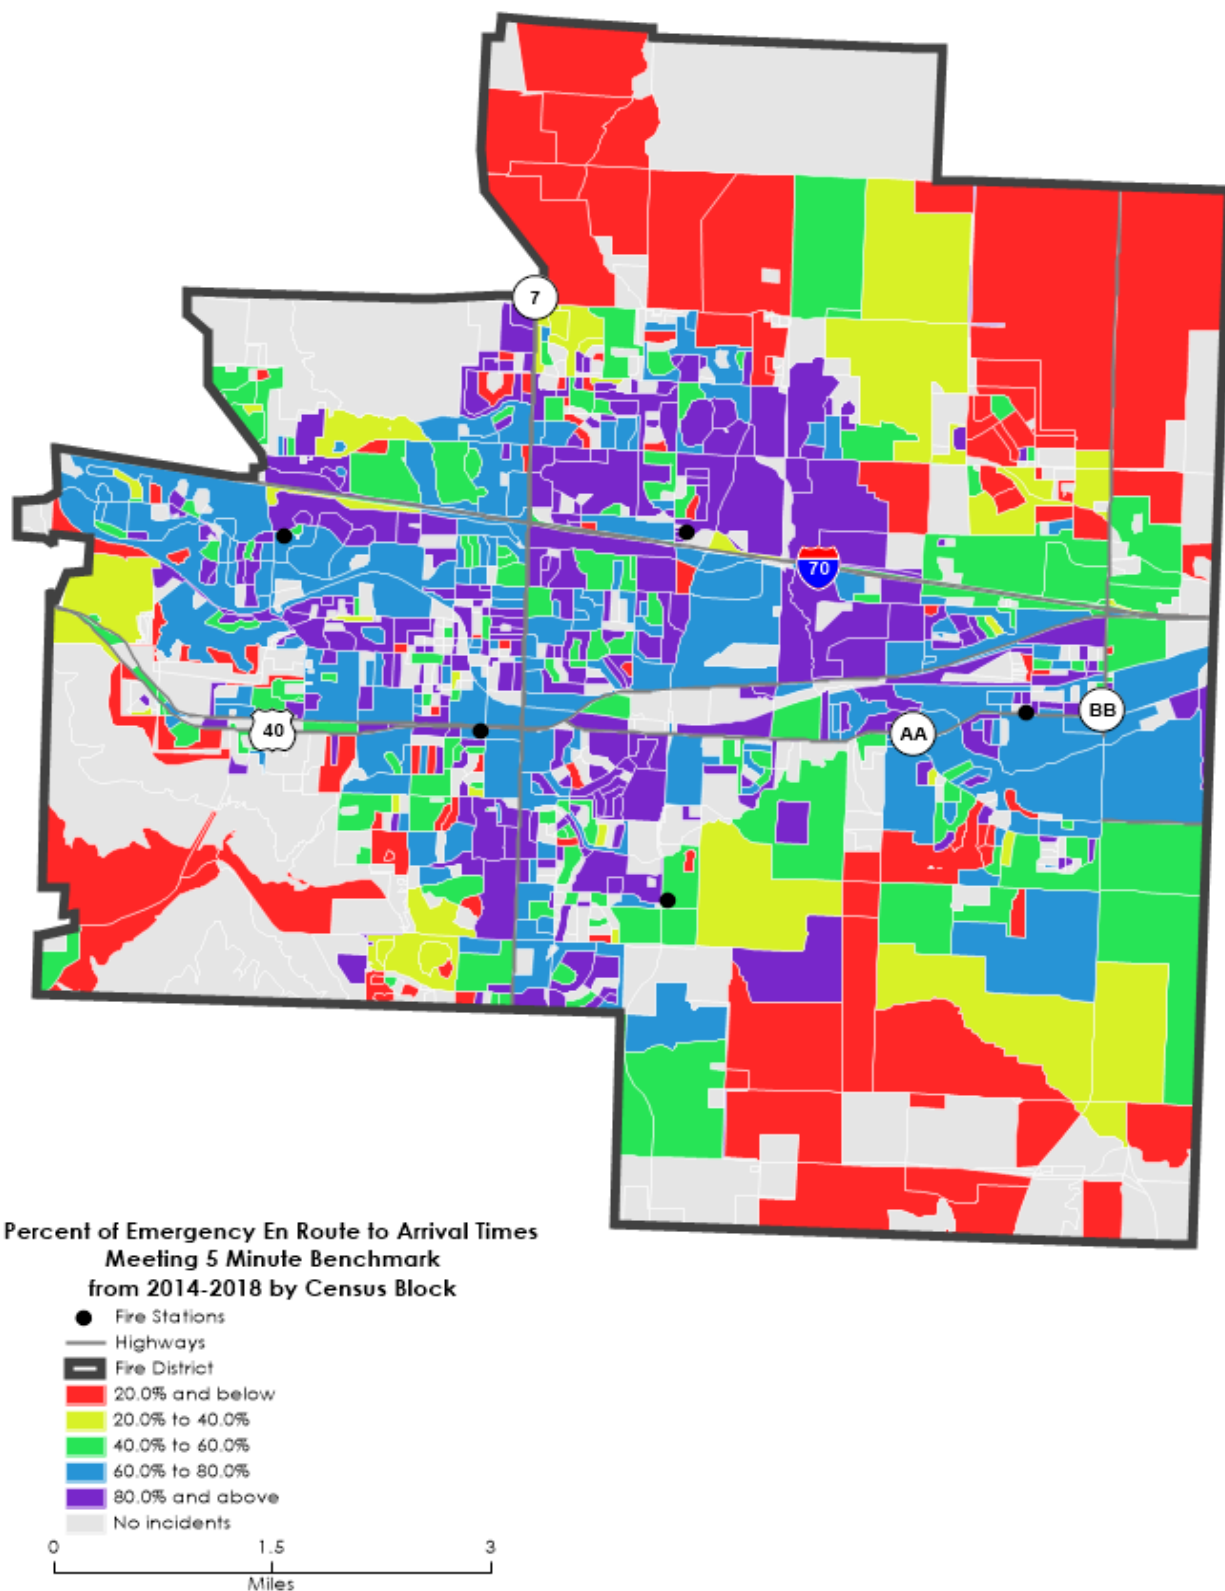 7
70
40
AA
BB
Percent of Emergency En Route to Arrival Times
Meeting 5 Minute Benchmark
from 2014-2018 by Census Block
Fire Stations
Highways
Fire District
20.0% and below
20.0% to 40.0%
40.0% to 60.0%
60.0% to 80.0%
80.0% and above
No incidents
0 1.5 3
Miles